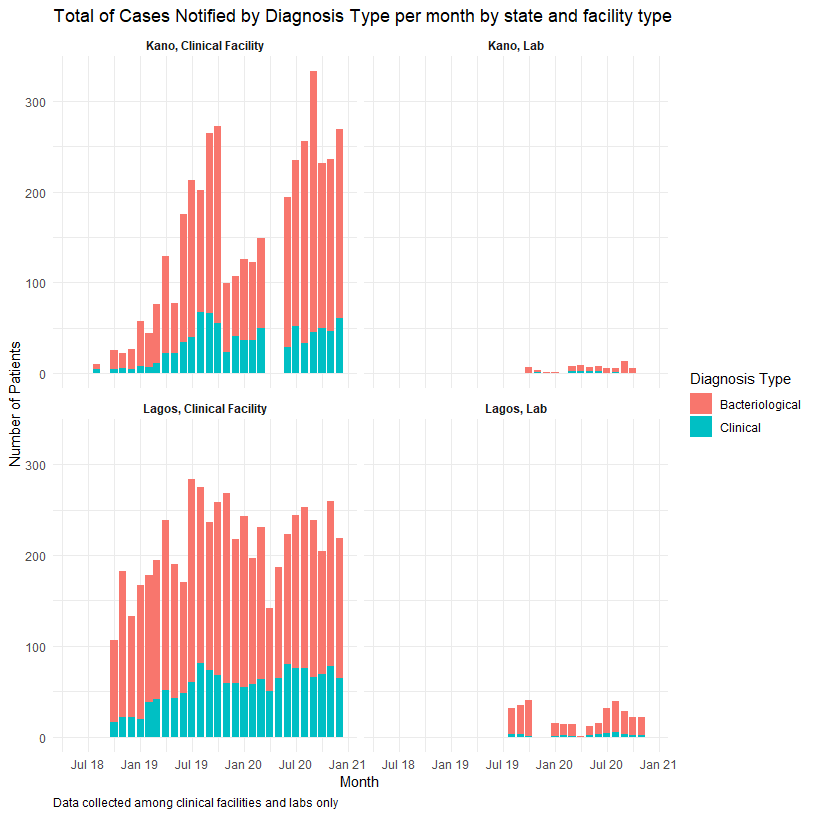 Total of Cases Notified by Diagnosis Type per month by state and facility type
Kano, Clinical Facility
Kano, Lab
300
200
100
0
Number of Patients
Lagos, Clinical Facility
Lagos, Lab
300
200
100
0
Jul 18 Jan 19 Jul 19 Jan 20 Jul 20 Jan 21
Jul 18 Jan 19 Jul 19 Jan 20 Jul 20 Jan 21
Month
Diagnosis Type
Bacteriological
Clinical
Data collected among clinical facilities and labs only